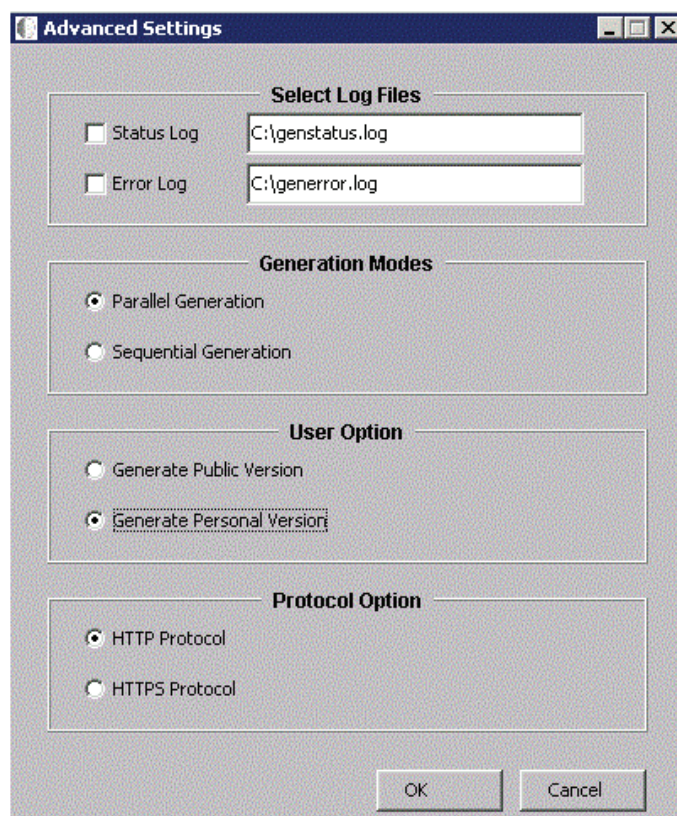 Advanced Settings
Select Log Files
Status Log C:\genstatus.log
Error Log C:\generror.log
Generation Modes
Parallel Generation
Sequential Generation
User Option
Generate Public Version
Generate Personal Version
Protocol Option
HTTP Protocol
HTTPS Protocol
OK Cancel